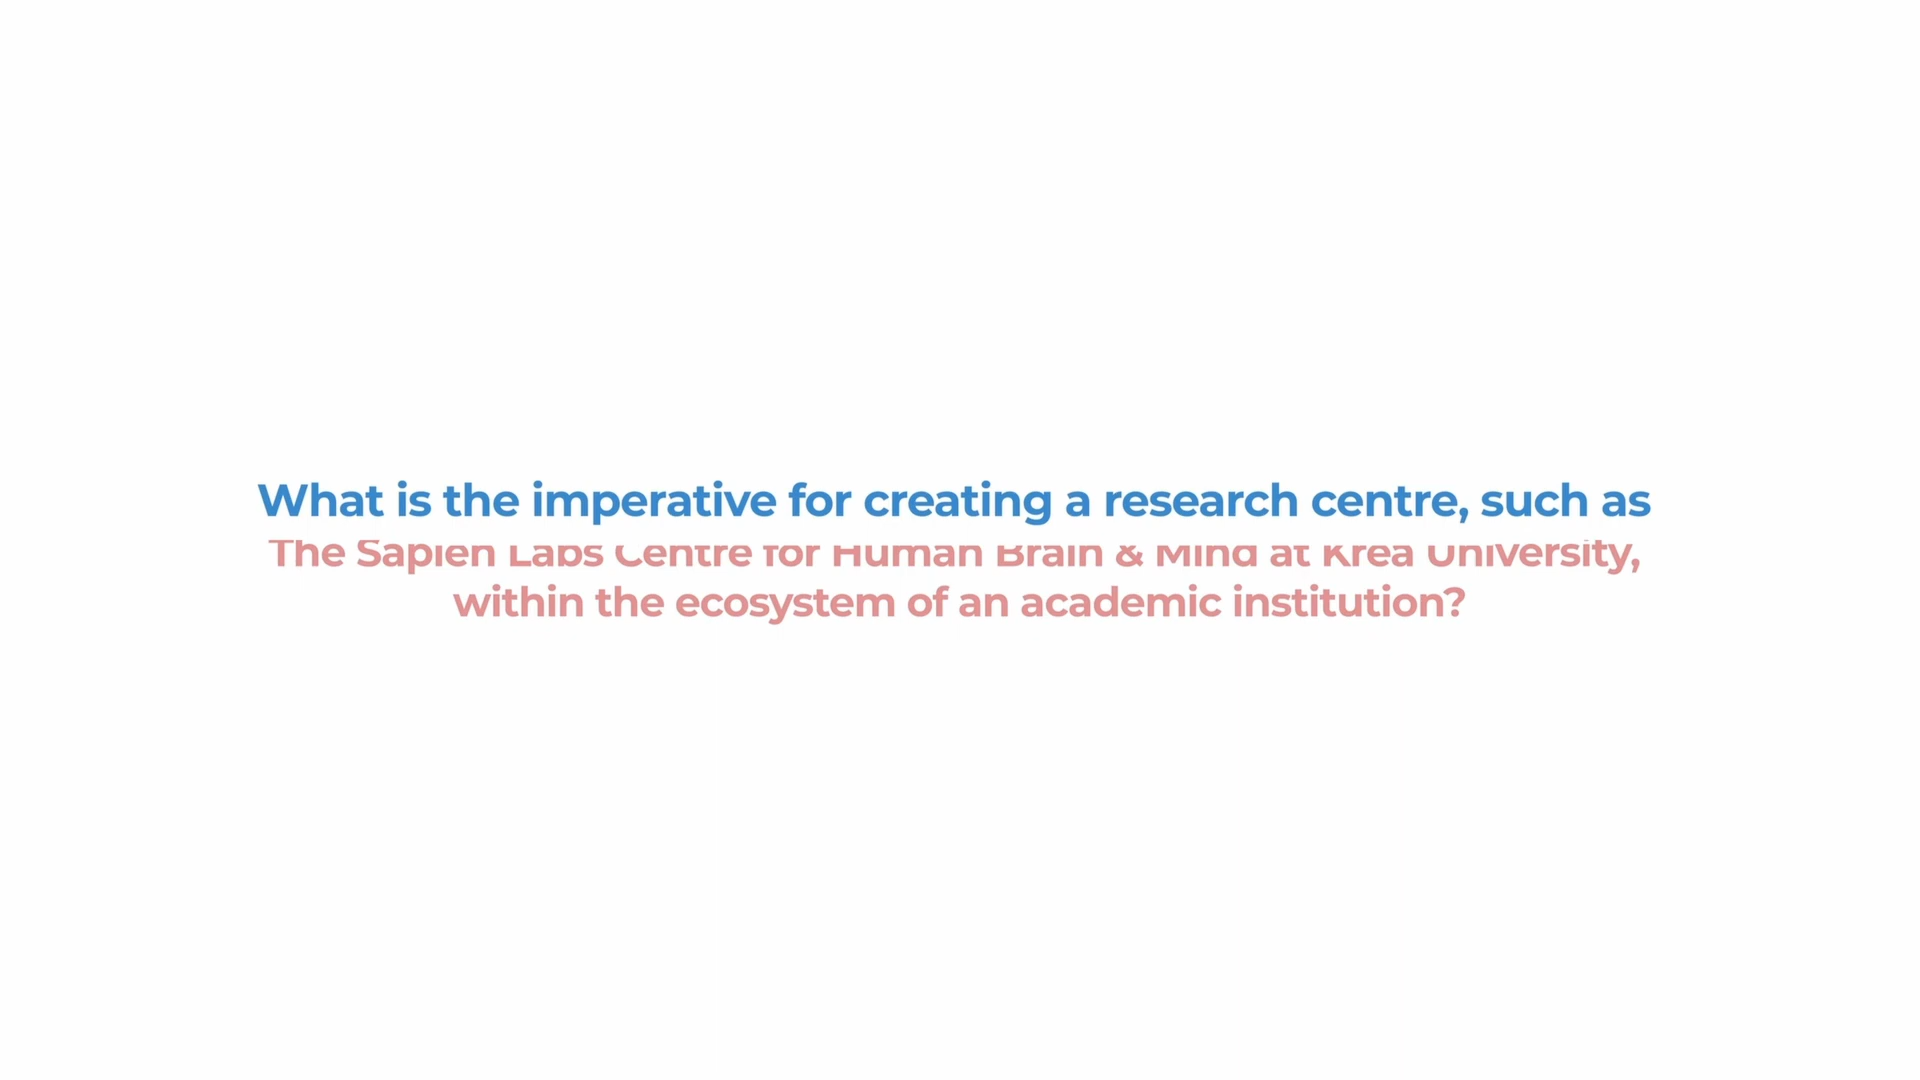 What is the imperative for creating a research centre, such as
The Sapien Labs Centre for Human Brain & Mind at Krea University,
within the ecosystem of an academic institution?